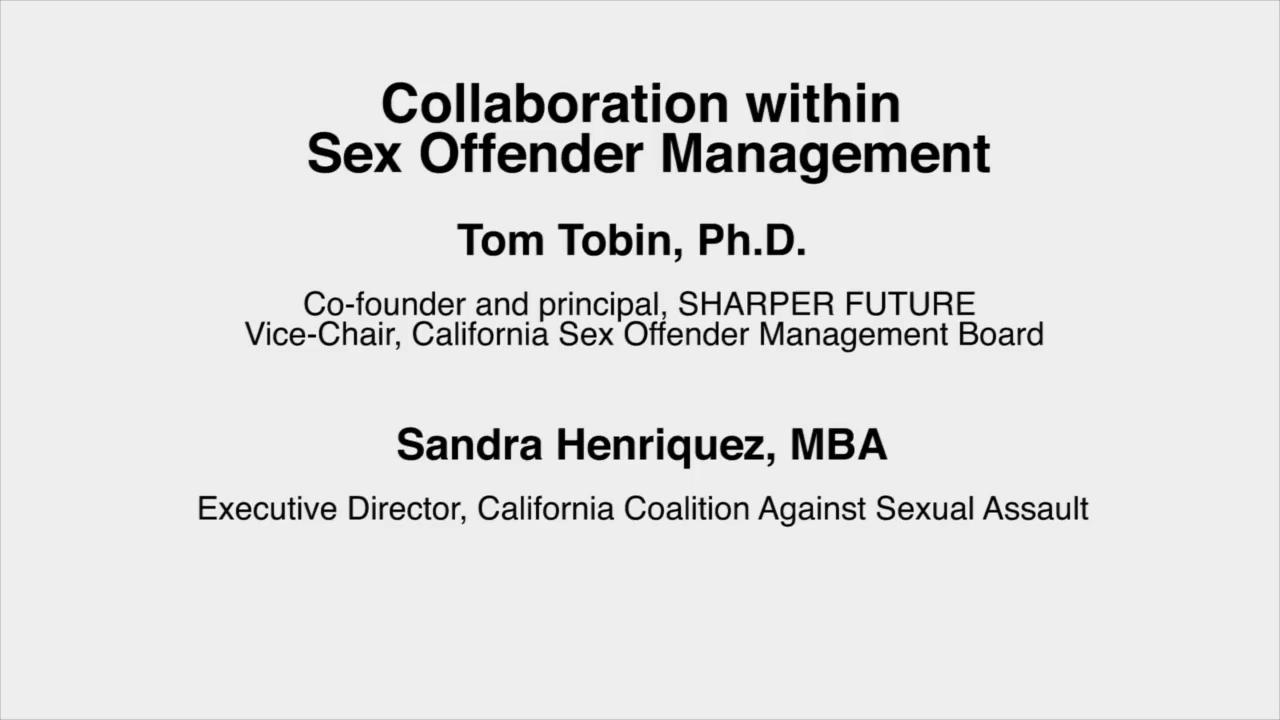 Collaboration within
Sex Offender Management
Tom Tobin, Ph.D.
Co-founder and principal, SHARPER FUTURE
Vice-Chair, California Sex Offender Management Board
Sandra Henriquez, MBA
Executive Director, California Coalition Against Sexual Assault